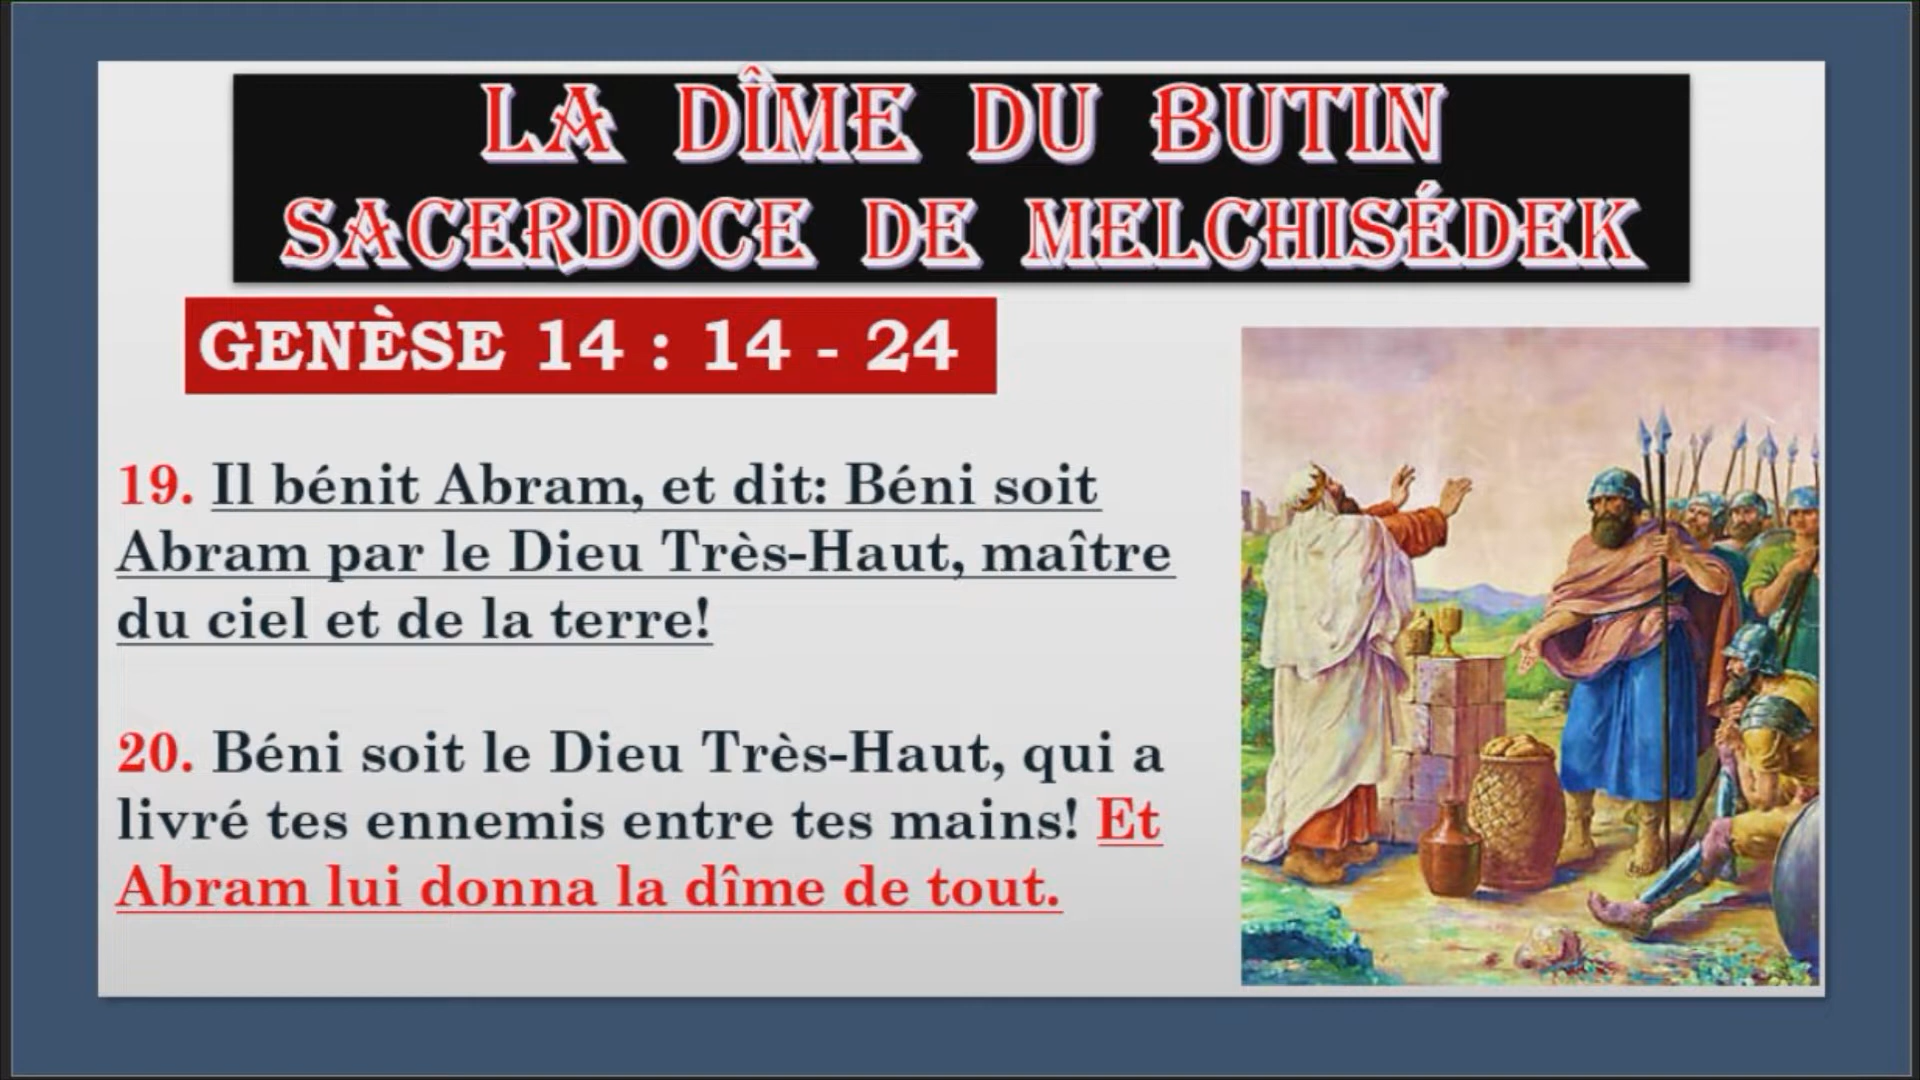 LA DÎME DU BUTIN
SACERDOCE DE MELCHISÉDEK
GENÈSE 14 : 14 - 24
19. Il bénit Abram, et dit: Béni soit
Abram par le Dieu Très-Haut, maître
du ciel et de la terre!
20. Béni soit le Dieu Très-Haut, qui a
livré tes ennemis entre tes mains! Et
Abram lui donna la dîme de tout.